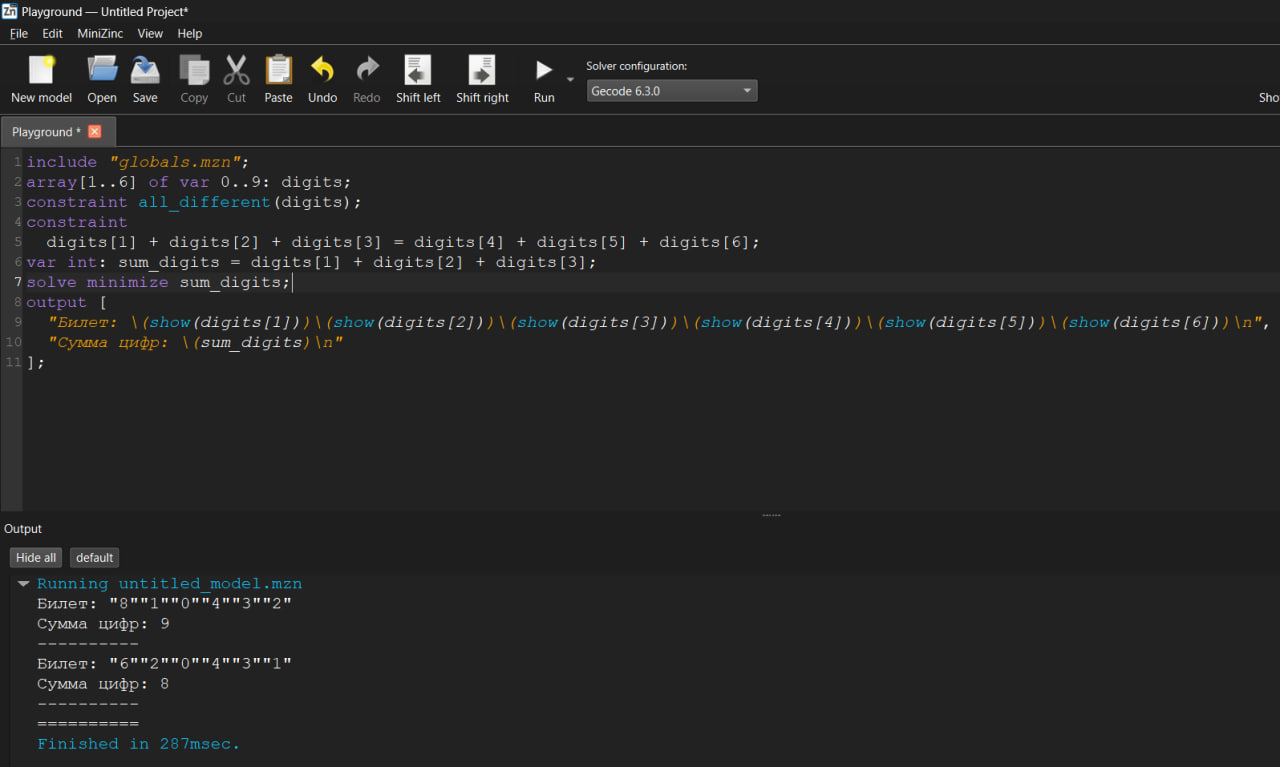 Zn Playground — Untitled Project*
File Edit MiniZinc View Help
New model Open Save Copy Cut Paste Undo Redo Shift left Shift right Run
Solver configuration:
Gecode 6.3.0
Sho
Playground *
1 include "globals.mzn";
2 array[1..6] of var 0..9: digits;
3 constraint all_different(digits);
4 constraint
5 digits[1] + digits[2] + digits[3] = digits[4] + digits[5] + digits[6];
6 var int: sum_digits = digits[1] + digits[2] + digits[3];
7 solve minimize sum_digits;
8 output [
9 "Билет: \(show(digits[1]))\(show(digits[2]))\(show(digits[3]))\(show(digits[4]))\(show(digits[5]))\(show(digits[6]))\n",
10 "Сумма цифр: \(sum_digits)\n"
11 ];
Output
Hide all default
Running untitled_model.mzn
Билет: "8""1""0""4""3""2"
Сумма цифр: 9
----------
Билет: "6""2""0""4""3""1"
Сумма цифр: 8
----------
==========
Finished in 287msec.